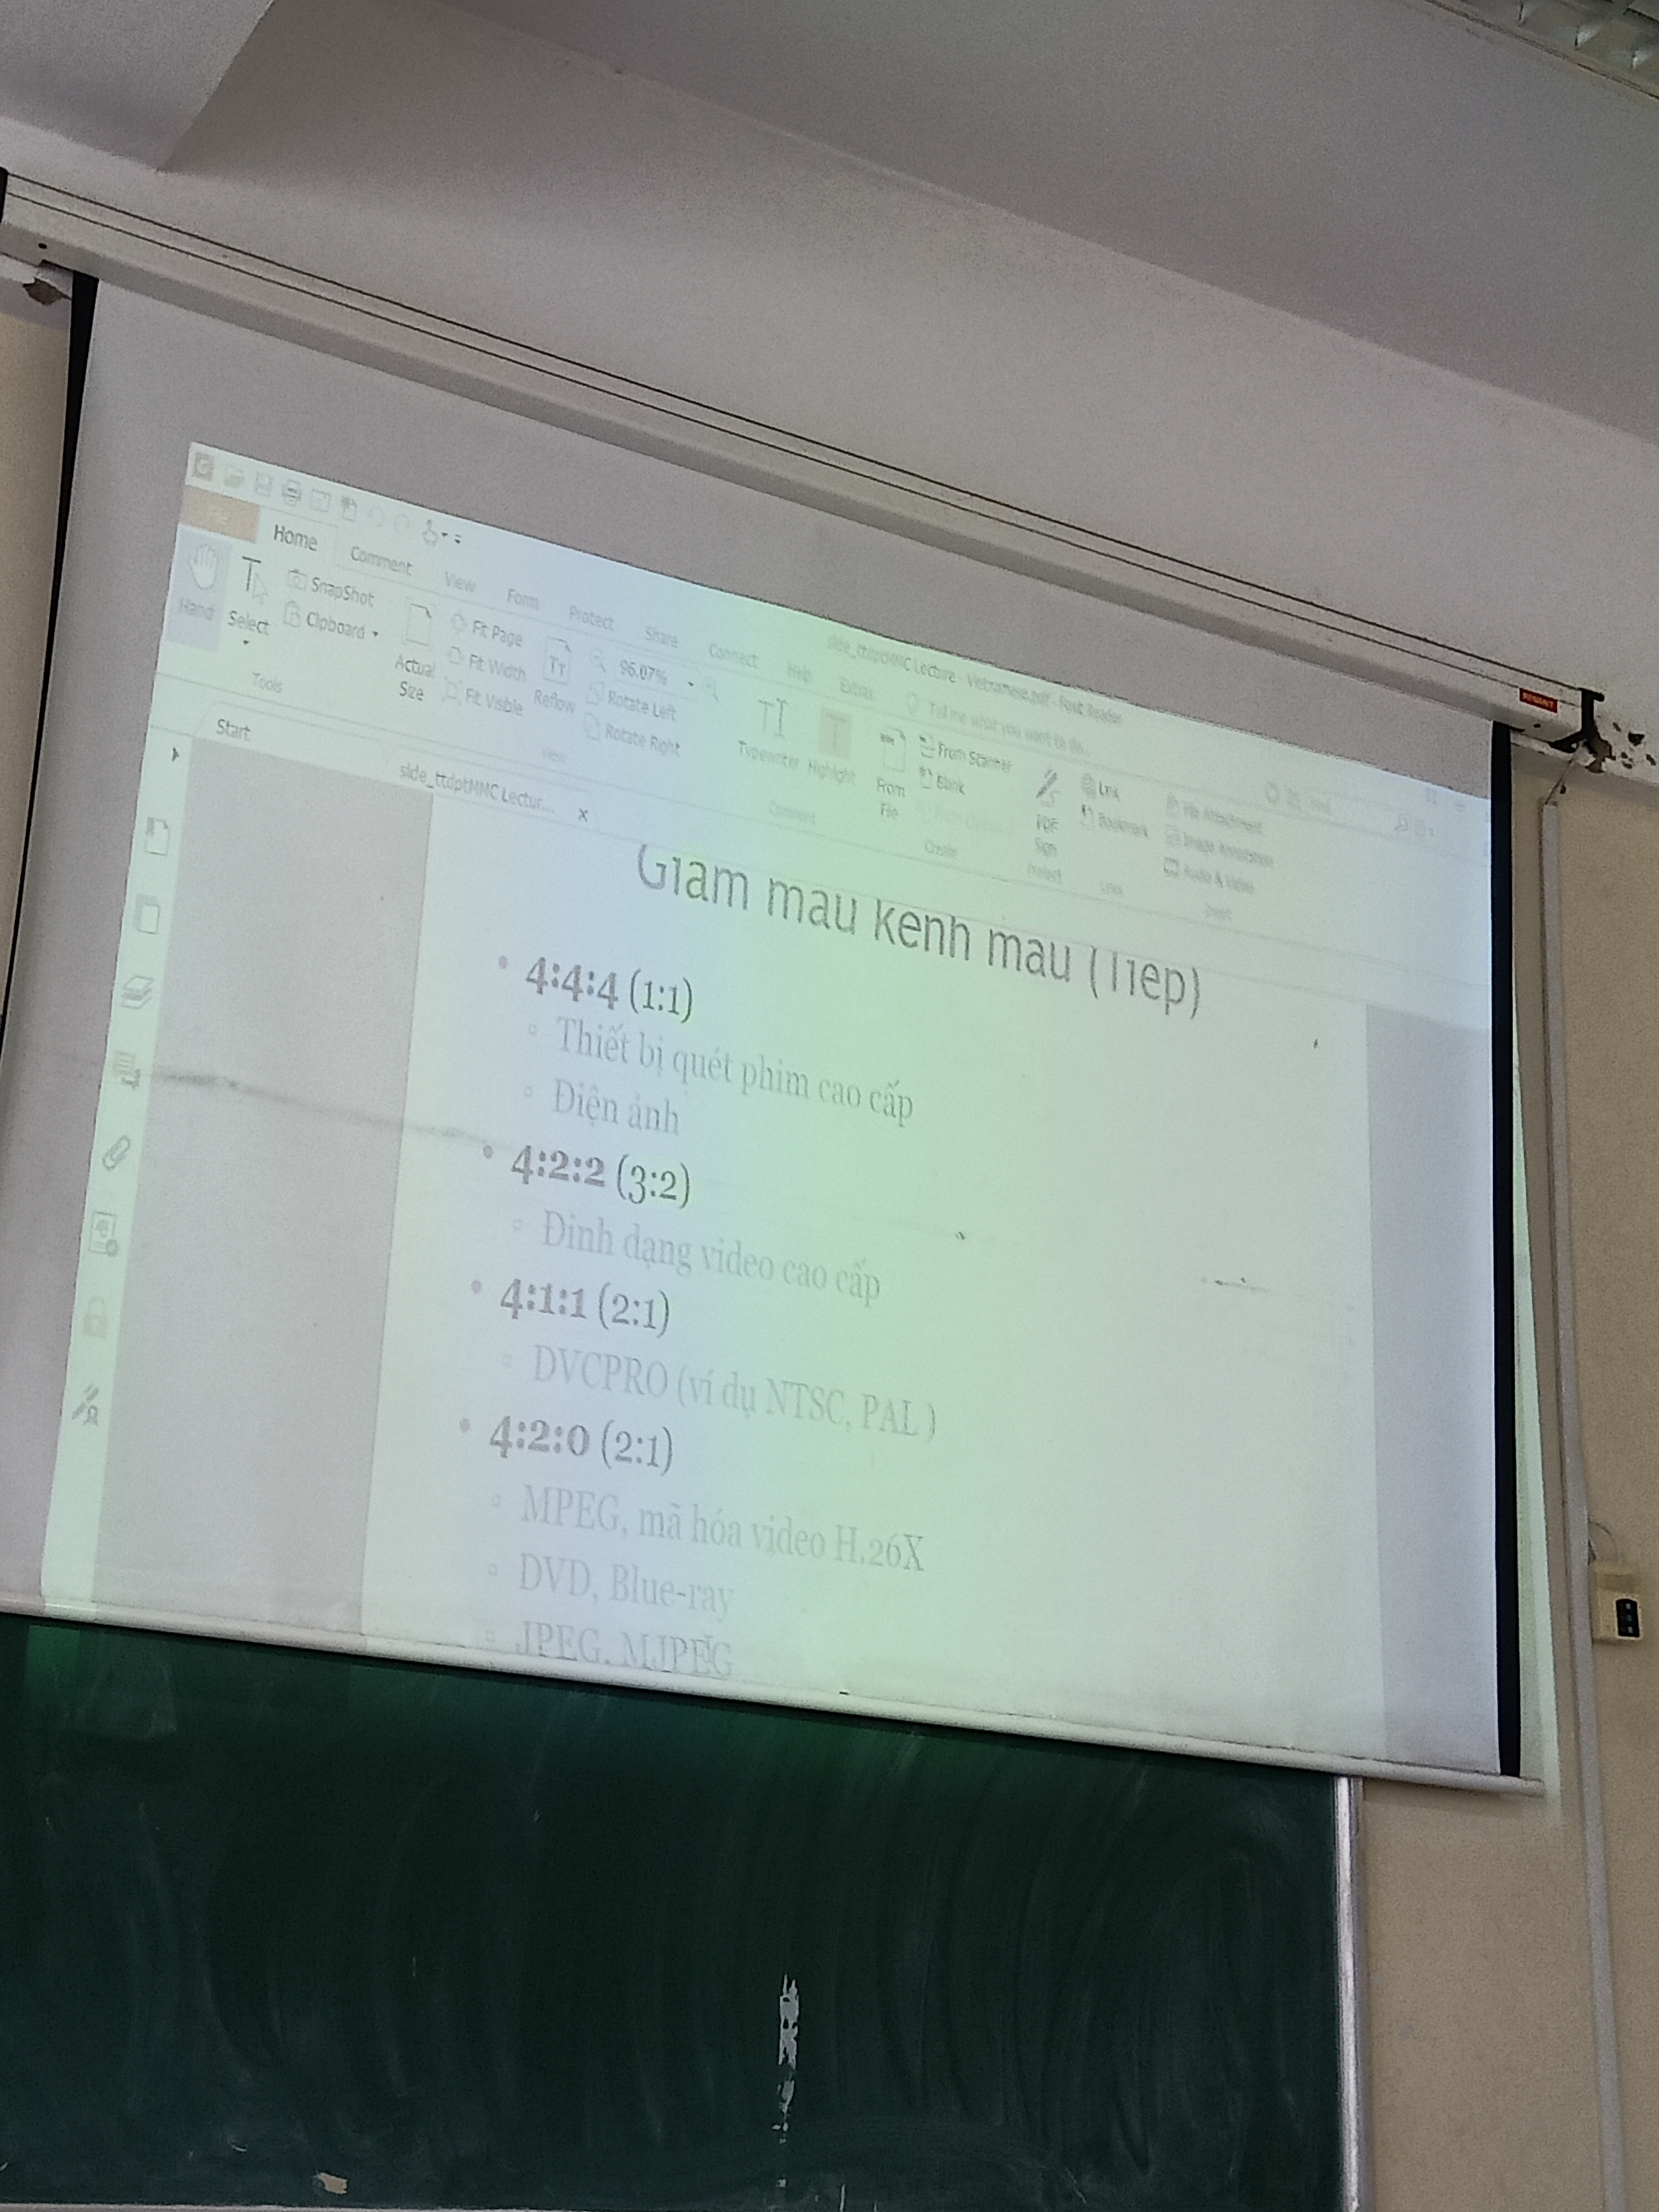 slide_ttdptMMC Lecture - Vietnamese.pdf - Foxit Reader
File Home Comment View Form Protect Share Connect Help Extras Tell me what you want to do..
Hand
Select
SnapShot
Clipboard
Tools
Actual
Size
Fit Page
Fit Width
Fit Visible
Reflow
96.07%
Rotate Left
Rotate Right
View
Typewriter
Highlight
Comment
From
File
From Scanner
Blank
Create
PDF
Sign
Protect
Link
Bookmark
Links
File Attachment
Image Annotation
Audio & Video
Insert
Start
slide_ttdptMMC Lectur... x
Giảm mẫu kênh màu (Tiếp)
• 4:4:4 (1:1)
▫ Thiết bị quét phim cao cấp
▫ Điện ảnh
• 4:2:2 (3:2)
▫ Đinh dạng video cao cấp
• 4:1:1 (2:1)
▫ DVCPRO (ví dụ NTSC, PAL )
• 4:2:0 (2:1)
▫ MPEG, mã hóa video H.26X
▫ DVD, Blue-ray
▫ JPEG, MJPEG